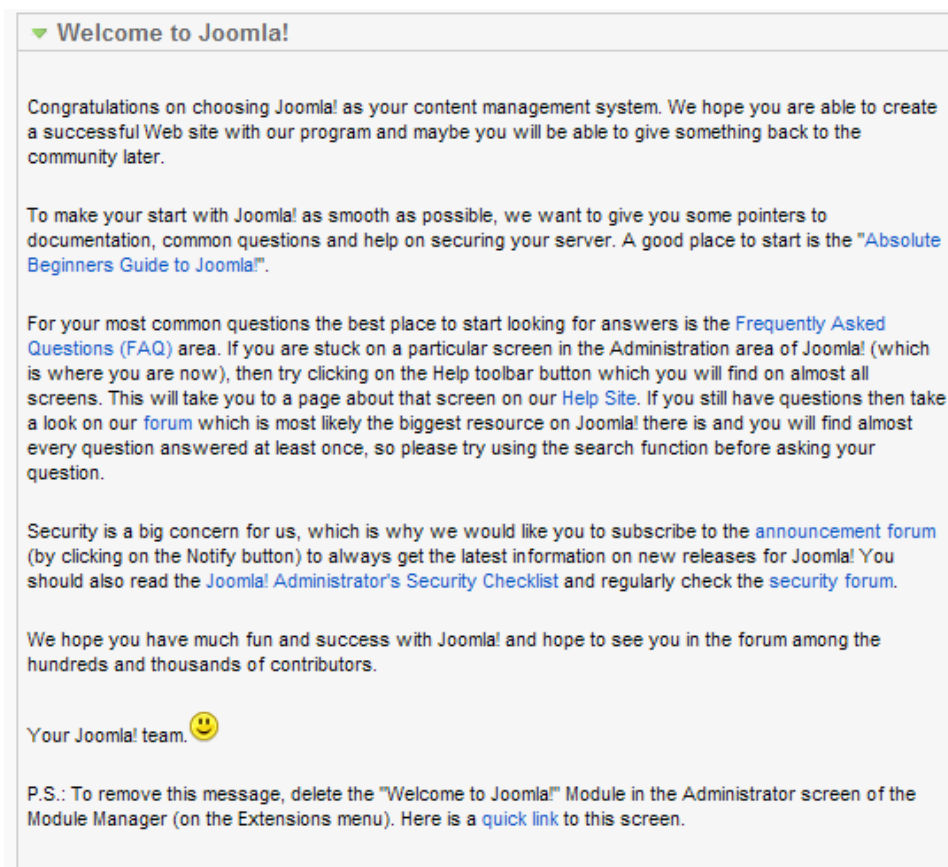 Welcome to Joomla!
Congratulations on choosing Joomla! as your content management system. We hope you are able to create
a successful Web site with our program and maybe you will be able to give something back to the
community later.
To make your start with Joomla! as smooth as possible, we want to give you some pointers to
documentation, common questions and help on securing your server. A good place to start is the "Absolute
Beginners Guide to Joomla!".
For your most common questions the best place to start looking for answers is the Frequently Asked
Questions (FAQ) area. If you are stuck on a particular screen in the Administration area of Joomla! (which
is where you are now), then try clicking on the Help toolbar button which you will find on almost all
screens. This will take you to a page about that screen on our Help Site. If you still have questions then take
a look on our forum which is most likely the biggest resource on Joomla! there is and you will find almost
every question answered at least once, so please try using the search function before asking your
question.
Security is a big concern for us, which is why we would like you to subscribe to the announcement forum
(by clicking on the Notify button) to always get the latest information on new releases for Joomla! You
should also read the Joomla! Administrator's Security Checklist and regularly check the security forum.
We hope you have much fun and success with Joomla! and hope to see you in the forum among the
hundreds and thousands of contributors.
Your Joomla! team.
P.S.: To remove this message, delete the "Welcome to Joomla!" Module in the Administrator screen of the
Module Manager (on the Extensions menu). Here is a quick link to this screen.